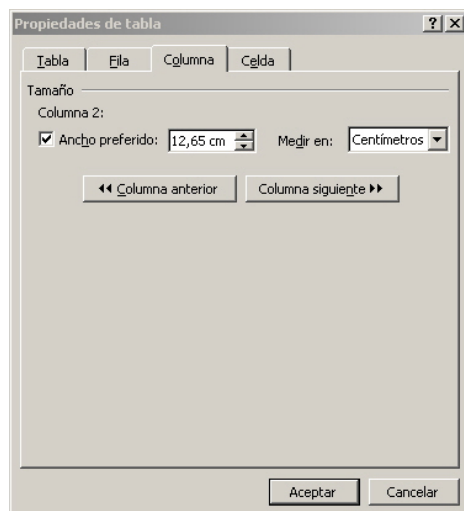 Propiedades de tabla
Tabla Fila Columna Celda
Tamaño
Columna 2:
Ancho preferido: 12,65 cm Medir en: Centímetros
Columna anterior Columna siguiente
Aceptar Cancelar